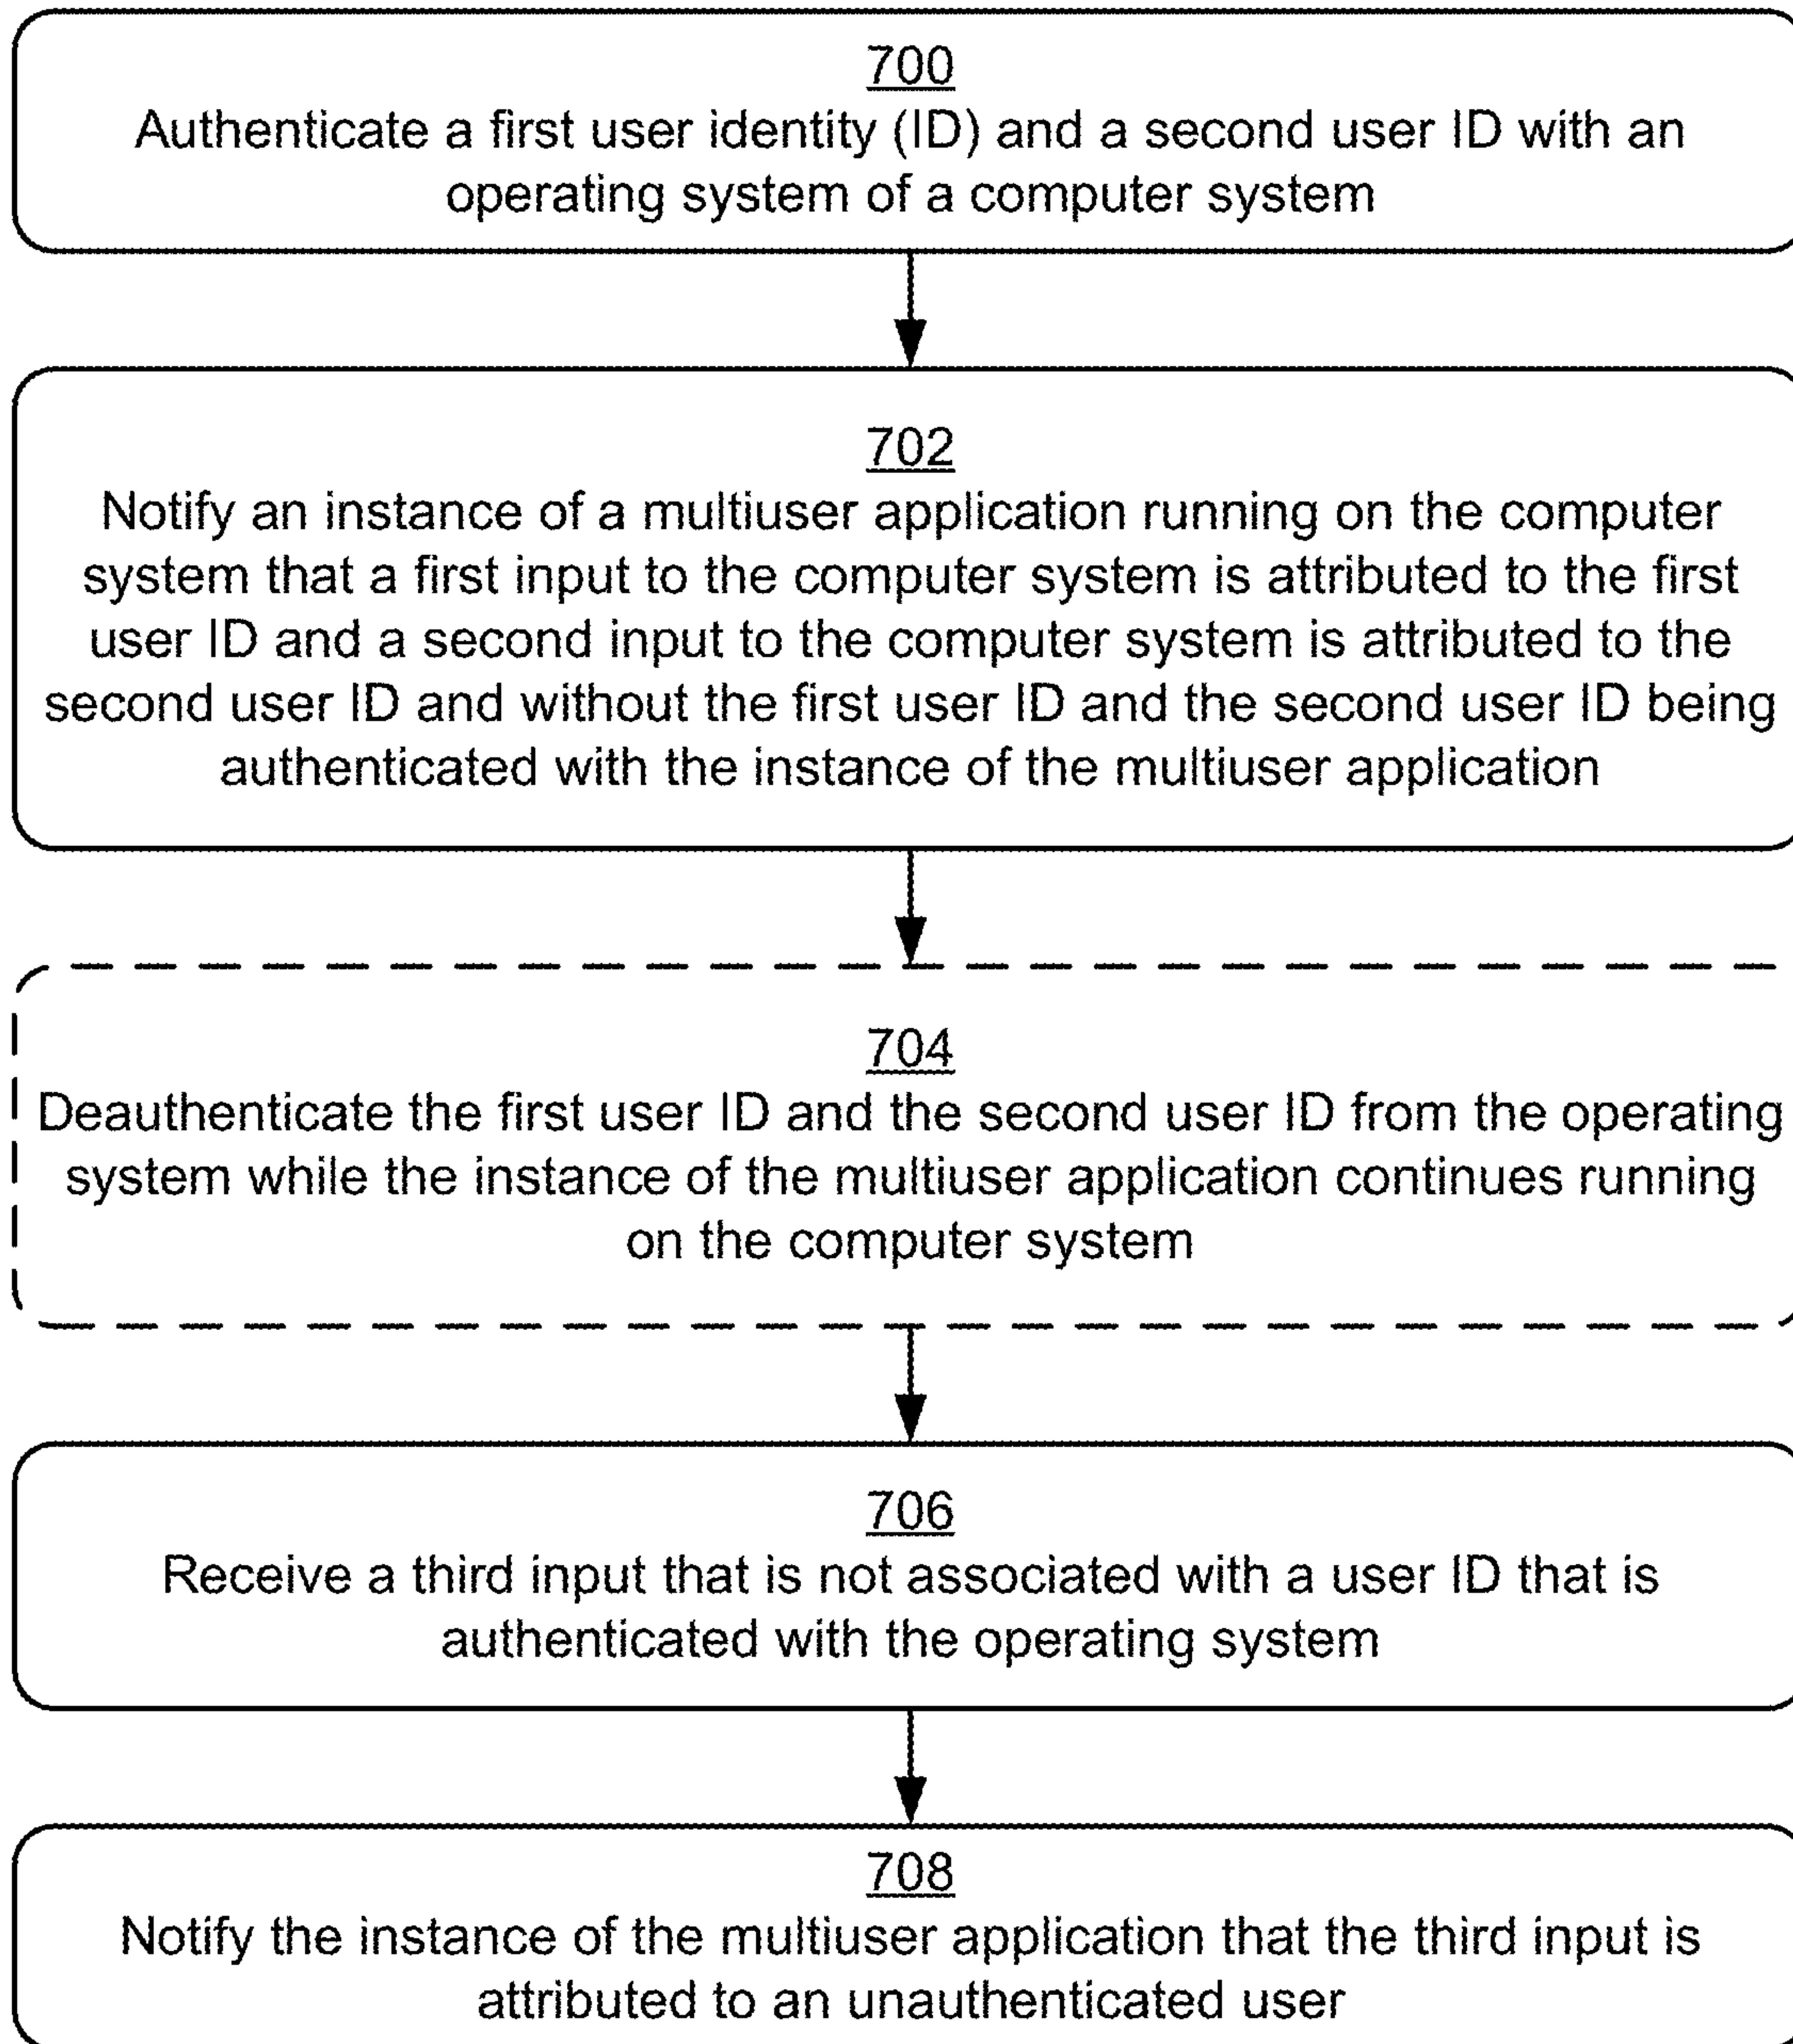 700
Authenticate a first user identity (ID) and a second user ID with an
operating system of a computer system
702
Notify an instance of a multiuser application running on the computer
system that a first input to the computer system is attributed to the first
user ID and a second input to the computer system is attributed to the
second user ID and without the first user ID and the second user ID being
authenticated with the instance of the multiuser application
704
Deauthenticate the first user ID and the second user ID from the operating
system while the instance of the multiuser application continues running
on the computer system
706
Receive a third input that is not associated with a user ID that is
authenticated with the operating system
708
Notify the instance of the multiuser application that the third input is
attributed to an unauthenticated user